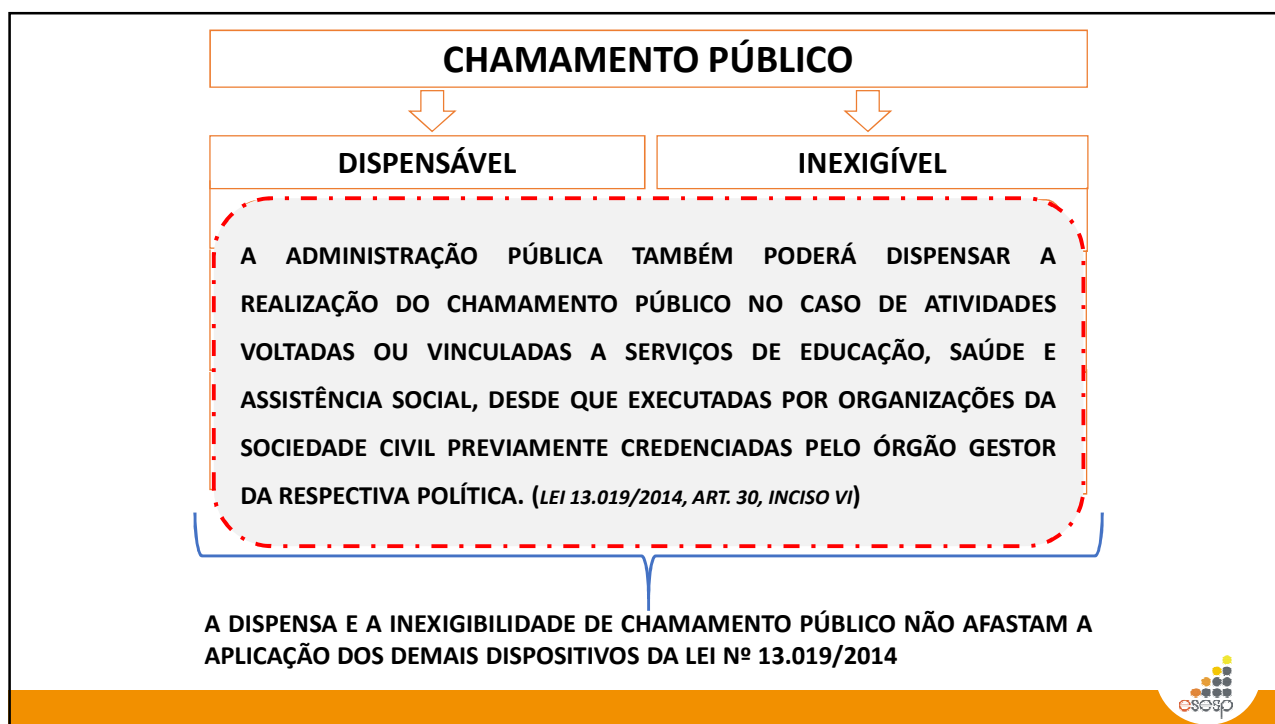 CHAMAMENTO PÚBLICO
DISPENSÁVEL
INEXIGÍVEL
A ADMINISTRAÇÃO PÚBLICA TAMBÉM PODERÁ DISPENSAR A
REALIZAÇÃO DO CHAMAMENTO PÚBLICO NO CASO DE ATIVIDADES
VOLTADAS OU VINCULADAS A SERVIÇOS DE EDUCAÇÃO, SAÚDE E
ASSISTÊNCIA SOCIAL, DESDE QUE EXECUTADAS POR ORGANIZAÇÕES DA
SOCIEDADE CIVIL PREVIAMENTE CREDENCIADAS PELO ÓRGÃO GESTOR
DA RESPECTIVA POLÍTICA. (LEI 13.019/2014, ART. 30, INCISO VI)
A DISPENSA E A INEXIGIBILIDADE DE CHAMAMENTO PÚBLICO NÃO AFASTAM A
APLICAÇÃO DOS DEMAIS DISPOSITIVOS DA LEI Nº 13.019/2014
esesp